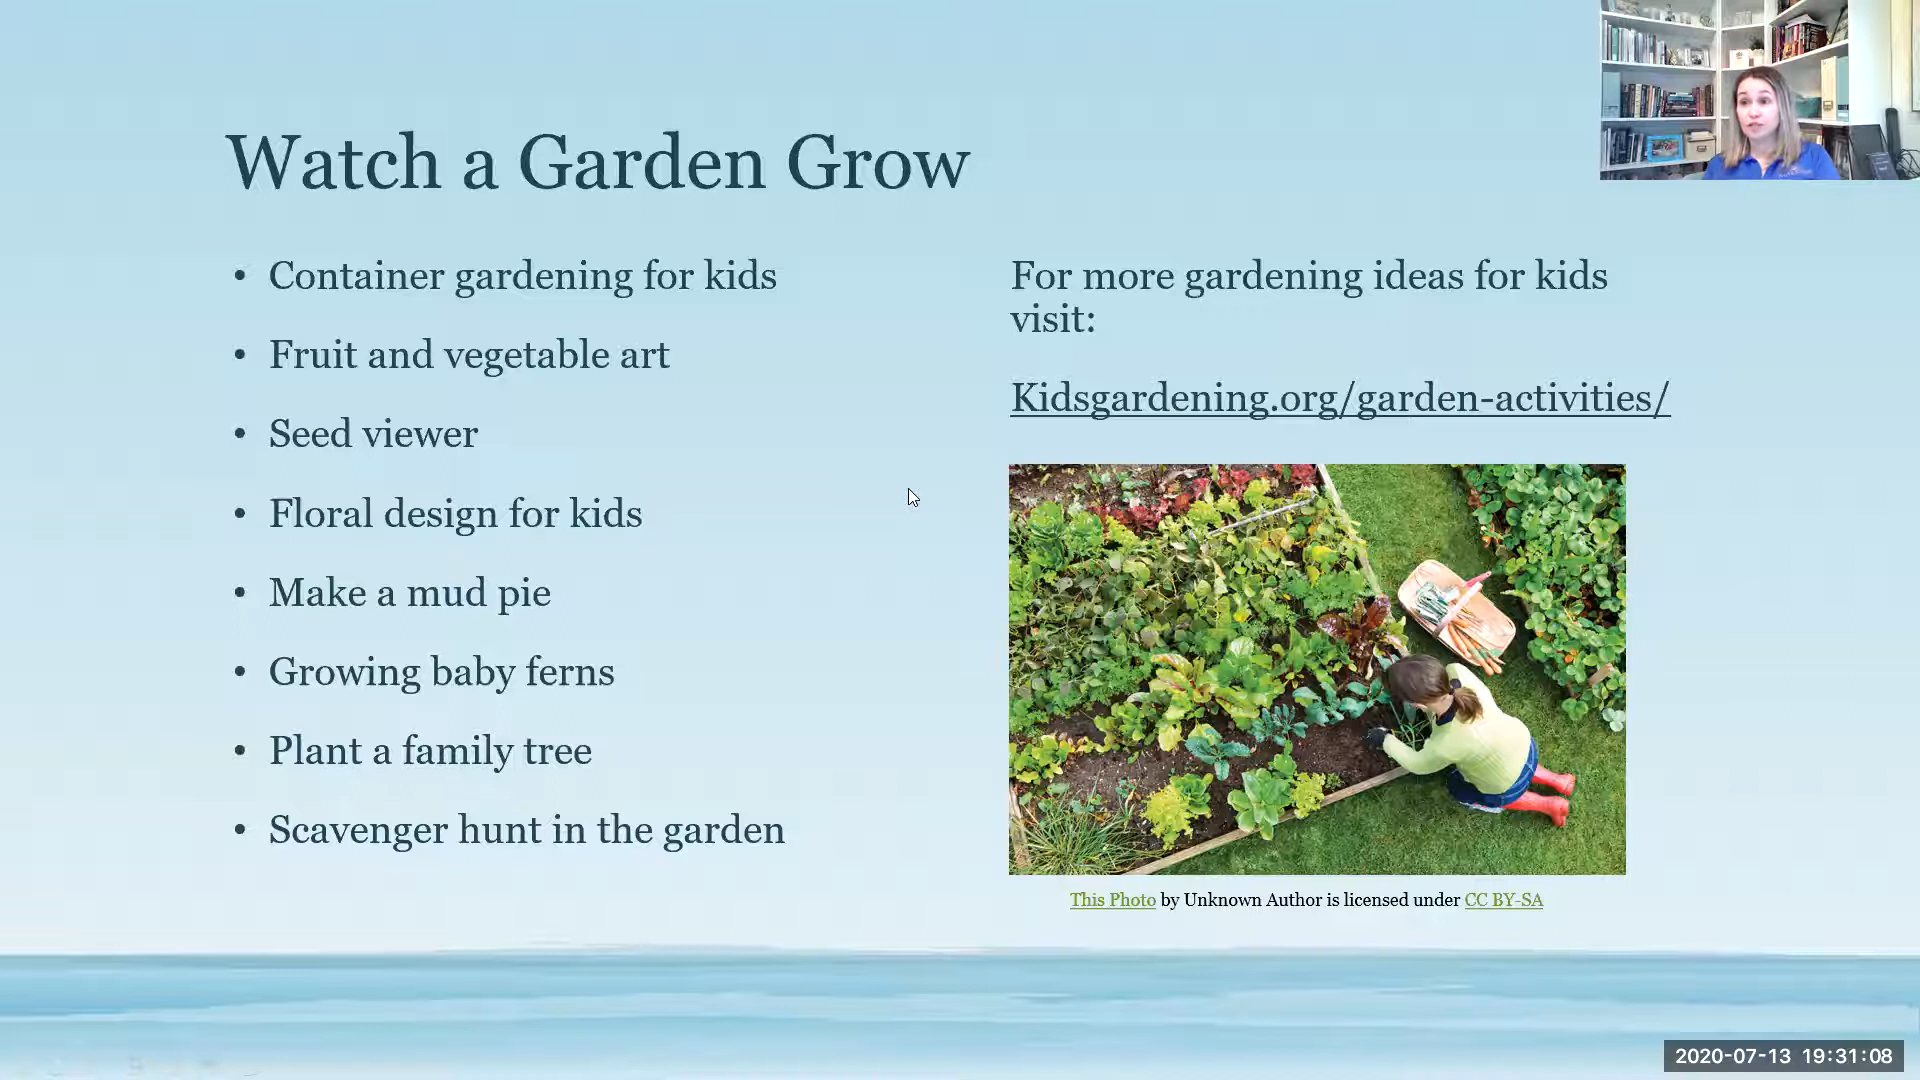 Watch a Garden Grow
• Container gardening for kids
• Fruit and vegetable art
• Seed viewer
• Floral design for kids
• Make a mud pie
• Growing baby ferns
• Plant a family tree
• Scavenger hunt in the garden
For more gardening ideas for kids
visit:
Kidsgardening.org/garden-activities/
This Photo by Unknown Author is licensed under CC BY-SA
2020-07-13 19:31:08